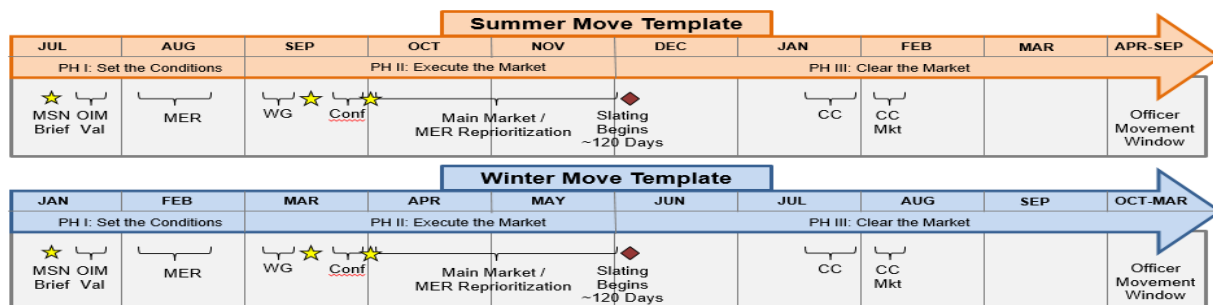 Summer Move Template
JUL AUG SEP OCT NOV DEC JAN FEB MAR APR-SEP
PH I: Set the Conditions PH II: Execute the Market PH III: Clear the Market
MSN Brief
OIM Val
MER
WG
Conf
Main Market /
MER Reprioritization
Slating
Begins
~120 Days
CC
CC
Mkt
Officer
Movement
Window
Winter Move Template
JAN FEB MAR APR MAY JUN JUL AUG SEP OCT-MAR
PH I: Set the Conditions PH II: Execute the Market PH III: Clear the Market
MSN Brief
OIM Val
MER
WG
Conf
Main Market /
MER Reprioritization
Slating
Begins
~120 Days
CC
CC
Mkt
Officer
Movement
Window